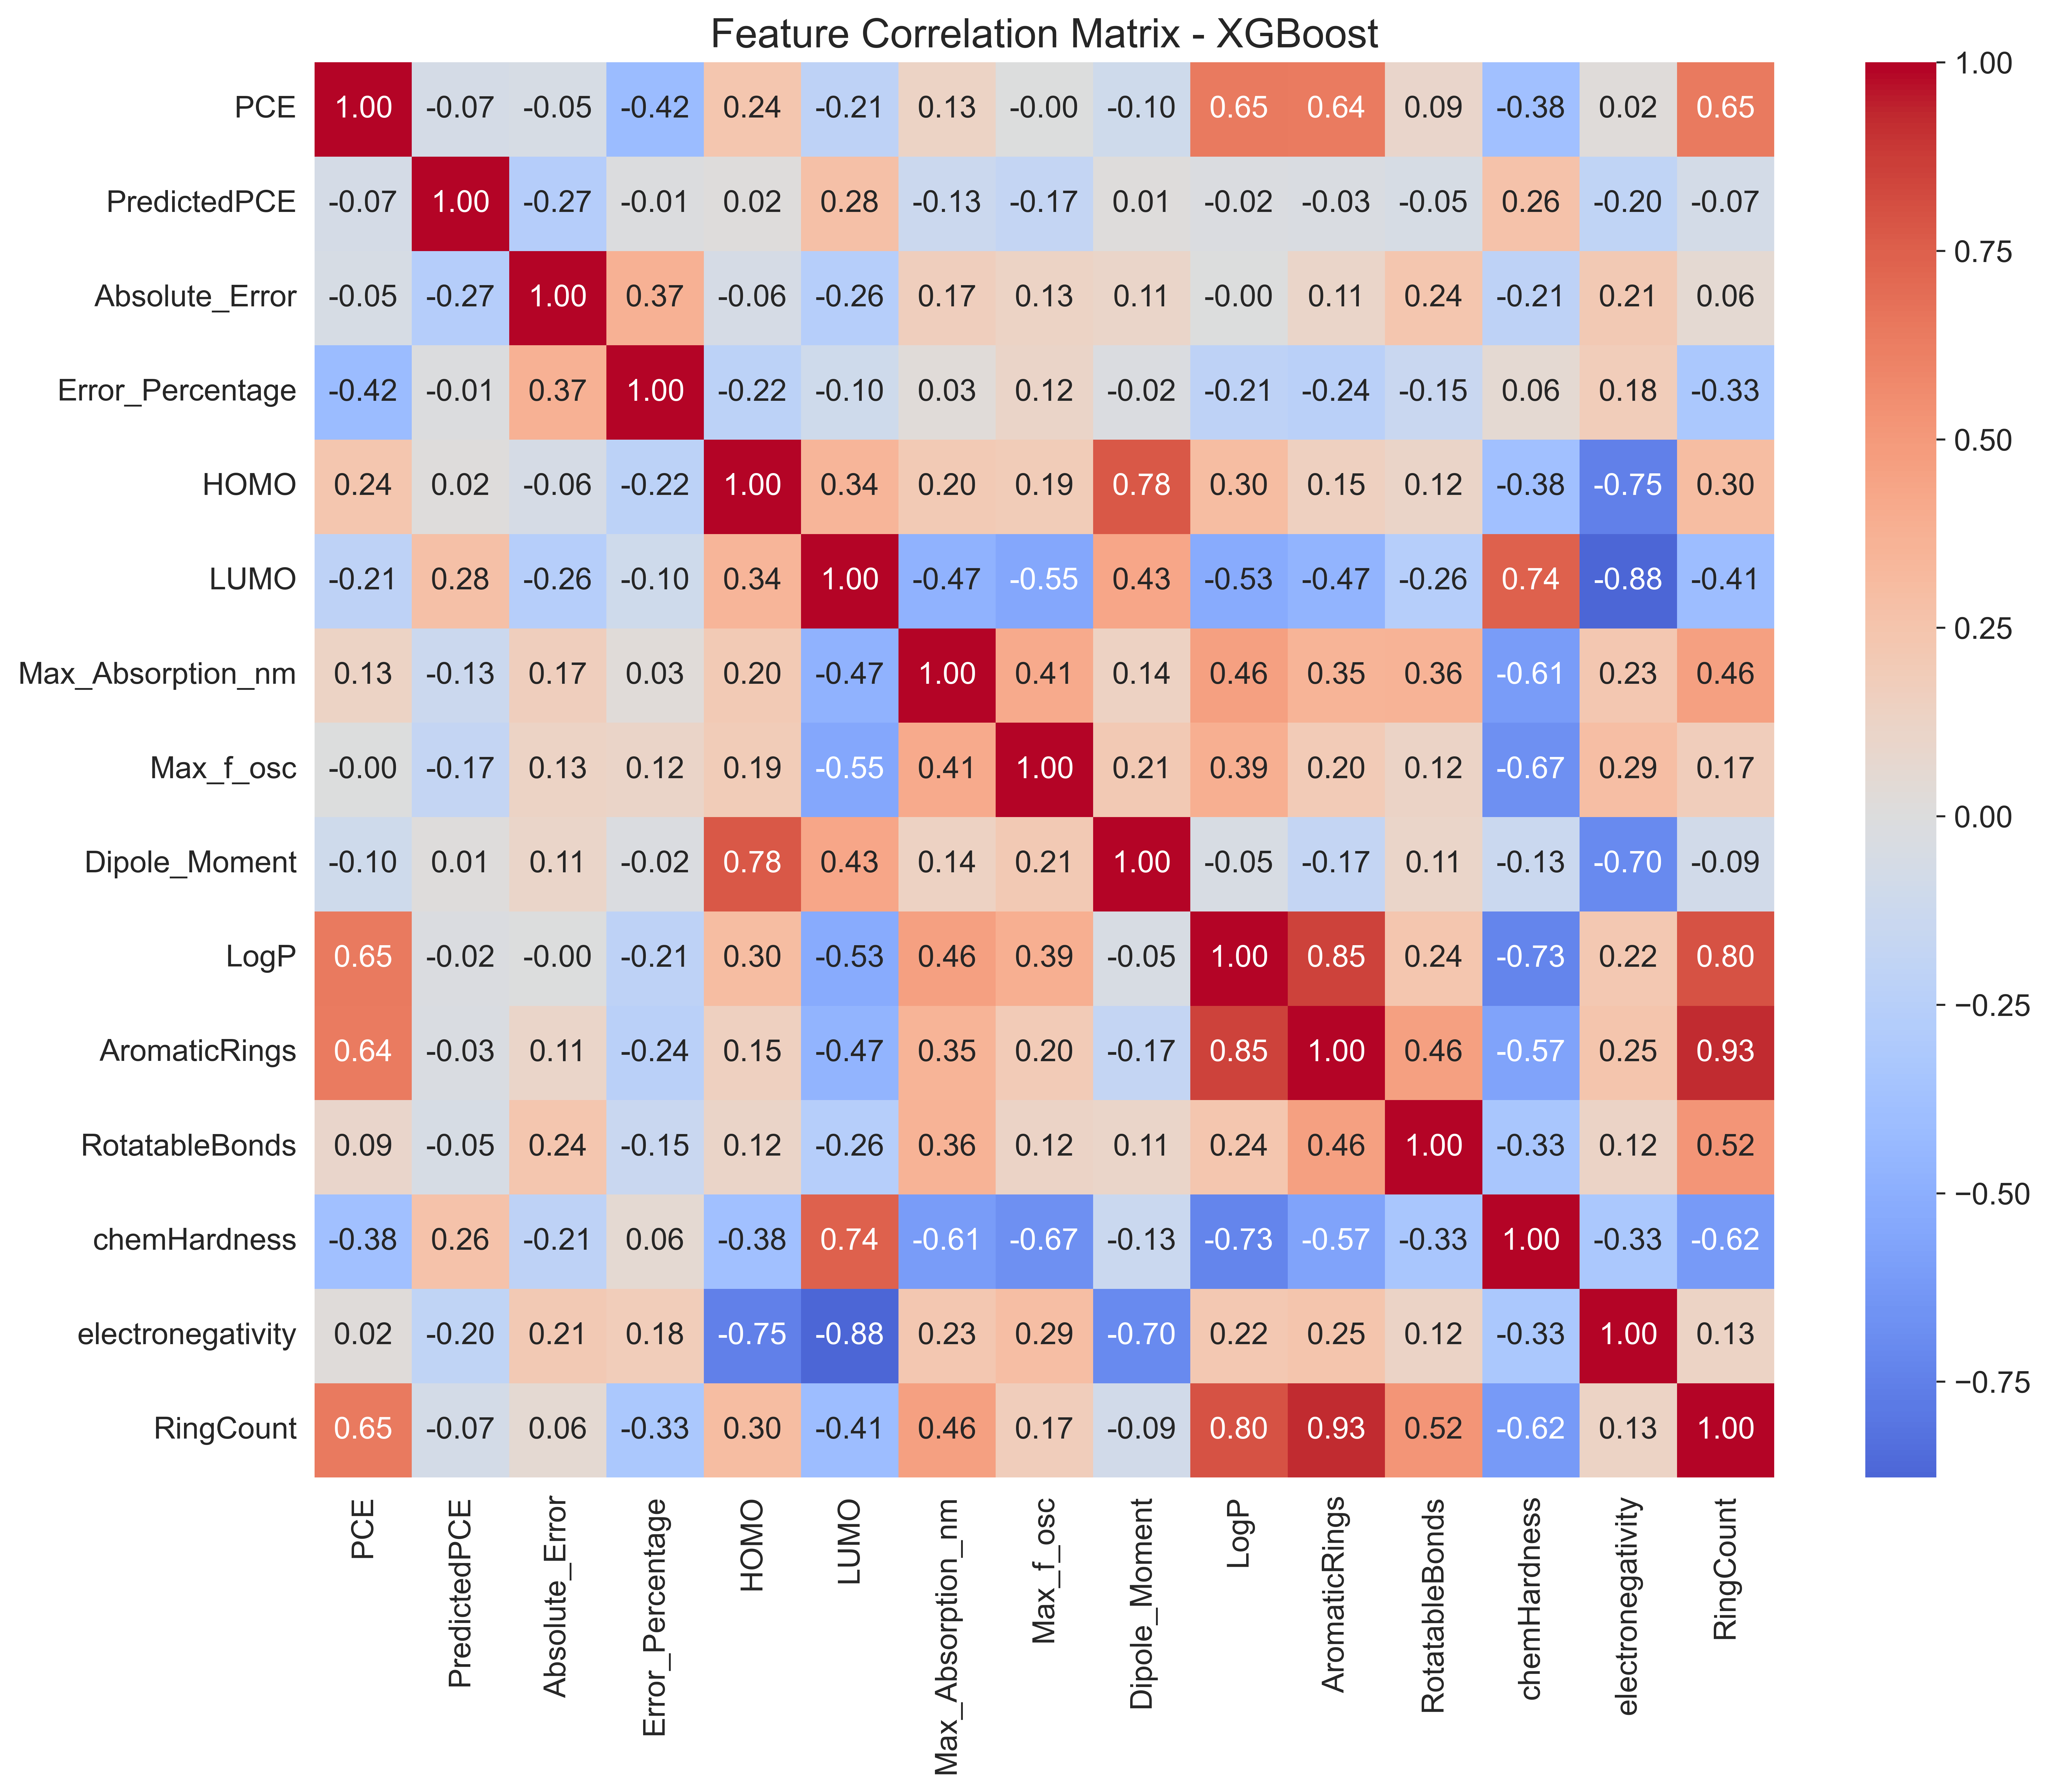 Feature Correlation Matrix - XGBoost
PCE 1.00 -0.07 -0.05 -0.42 0.24 -0.21 0.13 -0.00 -0.10 0.65 0.64 0.09 -0.38 0.02 0.65
PredictedPCE -0.07 1.00 -0.27 -0.01 0.02 0.28 -0.13 -0.17 0.01 -0.02 -0.03 -0.05 0.26 -0.20 -0.07
Absolute_Error -0.05 -0.27 1.00 0.37 -0.06 -0.26 0.17 0.13 0.11 -0.00 0.11 0.24 -0.21 0.21 0.06
Error_Percentage -0.42 -0.01 0.37 1.00 -0.22 -0.10 0.03 0.12 -0.02 -0.21 -0.24 -0.15 0.06 0.18 -0.33
HOMO 0.24 0.02 -0.06 -0.22 1.00 0.34 0.20 0.19 0.78 0.30 0.15 0.12 -0.38 -0.75 0.30
LUMO -0.21 0.28 -0.26 -0.10 0.34 1.00 -0.47 -0.55 0.43 -0.53 -0.47 -0.26 0.74 -0.88 -0.41
Max_Absorption_nm 0.13 -0.13 0.17 0.03 0.20 -0.47 1.00 0.41 0.14 0.46 0.35 0.36 -0.61 0.23 0.46
Max_f_osc -0.00 -0.17 0.13 0.12 0.19 -0.55 0.41 1.00 0.21 0.39 0.20 0.12 -0.67 0.29 0.17
Dipole_Moment -0.10 0.01 0.11 -0.02 0.78 0.43 0.14 0.21 1.00 -0.05 -0.17 0.11 -0.13 -0.70 -0.09
LogP 0.65 -0.02 -0.00 -0.21 0.30 -0.53 0.46 0.39 -0.05 1.00 0.85 0.24 -0.73 0.22 0.80
AromaticRings 0.64 -0.03 0.11 -0.24 0.15 -0.47 0.35 0.20 -0.17 0.85 1.00 0.46 -0.57 0.25 0.93
RotatableBonds 0.09 -0.05 0.24 -0.15 0.12 -0.26 0.36 0.12 0.11 0.24 0.46 1.00 -0.33 0.12 0.52
chemHardness -0.38 0.26 -0.21 0.06 -0.38 0.74 -0.61 -0.67 -0.13 -0.73 -0.57 -0.33 1.00 -0.33 -0.62
electronegativity 0.02 -0.20 0.21 0.18 -0.75 -0.88 0.23 0.29 -0.70 0.22 0.25 0.12 -0.33 1.00 0.13
RingCount 0.65 -0.07 0.06 -0.33 0.30 -0.41 0.46 0.17 -0.09 0.80 0.93 0.52 -0.62 0.13 1.00
PCE
PredictedPCE
Absolute_Error
Error_Percentage
HOMO
LUMO
Max_Absorption_nm
Max_f_osc
Dipole_Moment
LogP
AromaticRings
RotatableBonds
chemHardness
electronegativity
RingCount
1.00
0.75
0.50
0.25
0.00
−0.25
−0.50
−0.75